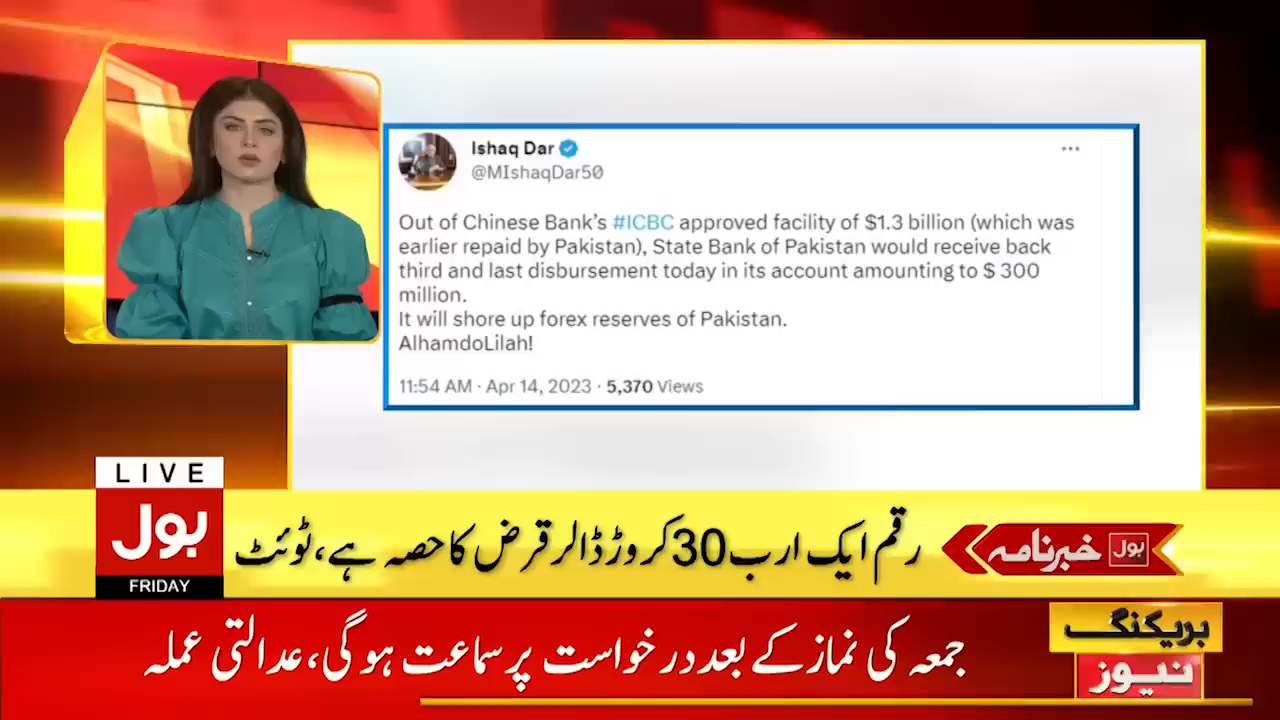 Ishaq Dar
@MIshaqDar50
Out of Chinese Bank's #ICBC approved facility of $1.3 billion (which was
earlier repaid by Pakistan), State Bank of Pakistan would receive back
third and last disbursement today in its account amounting to $ 300
million.
It will shore up forex reserves of Pakistan.
AlhamdoLilah!
11:54 AM · Apr 14, 2023 · 5,370 Views
LIVE
بول
FRIDAY
بول خبرنامہ
رقم ایک ارب 30 کروڑ ڈالر قرض کا حصہ ہے، ٹوئٹ
بریکنگ
نیوز
جمعہ کی نماز کے بعد درخواست پر سماعت ہوگی، عدالتی عملہ